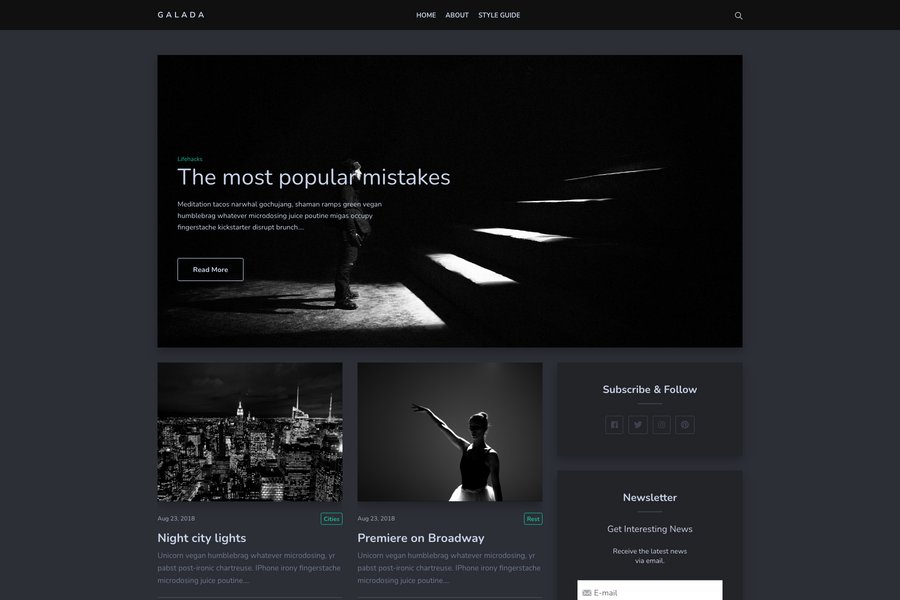 GALADA
HOME ABOUT STYLE GUIDE
Lifehacks
The most popular mistakes
Meditation tacos narwhal gochujang, shaman ramps green vegan
humblebrag whatever microdosing juice poutine migas occupy
fingerstache kickstarter disrupt brunch....
Read More
Aug 23, 2018 Cities
Night city lights
Unicorn vegan humblebrag whatever microdosing, yr
pabst post-ironic chartreuse. IPhone irony fingerstache
microdosing juice poutine....
Aug 23, 2018 Rest
Premiere on Broadway
Unicorn vegan humblebrag whatever microdosing, yr
pabst post-ironic chartreuse. IPhone irony fingerstache
microdosing juice poutine....
Subscribe & Follow
Newsletter
Get Interesting News
Receive the latest news
via email.
E-mail